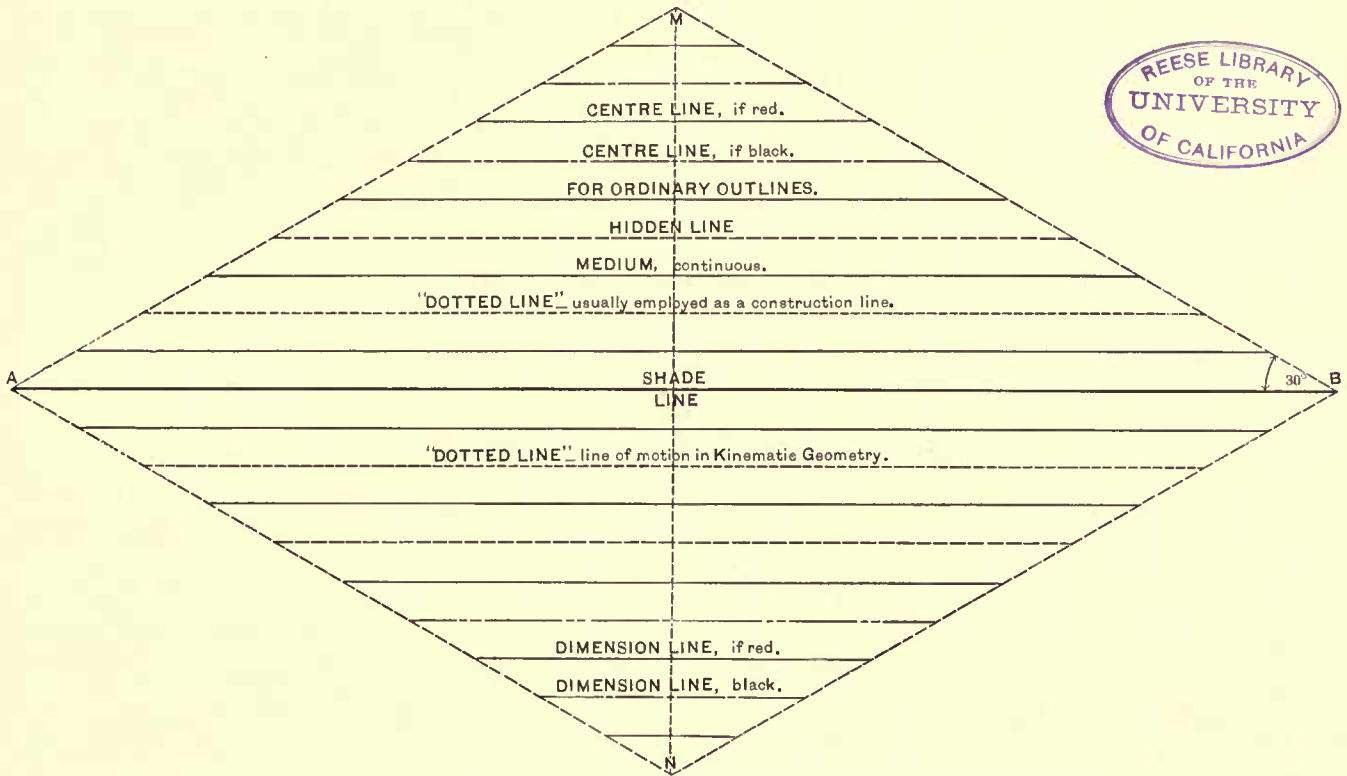 M
REESE LIBRARY
OF THE
UNIVERSITY
OF CALIFORNIA
CENTRE LINE, if red.
CENTRE LINE, if black.
FOR ORDINARY OUTLINES.
HIDDEN LINE
MEDIUM, continuous.
"DOTTED LINE"_ usually employed as a construction line.
A
SHADE
LINE
30°
B
"DOTTED LINE"_ line of motion in Kinematic Geometry.
DIMENSION LINE, if red.
DIMENSION LINE, black.
N